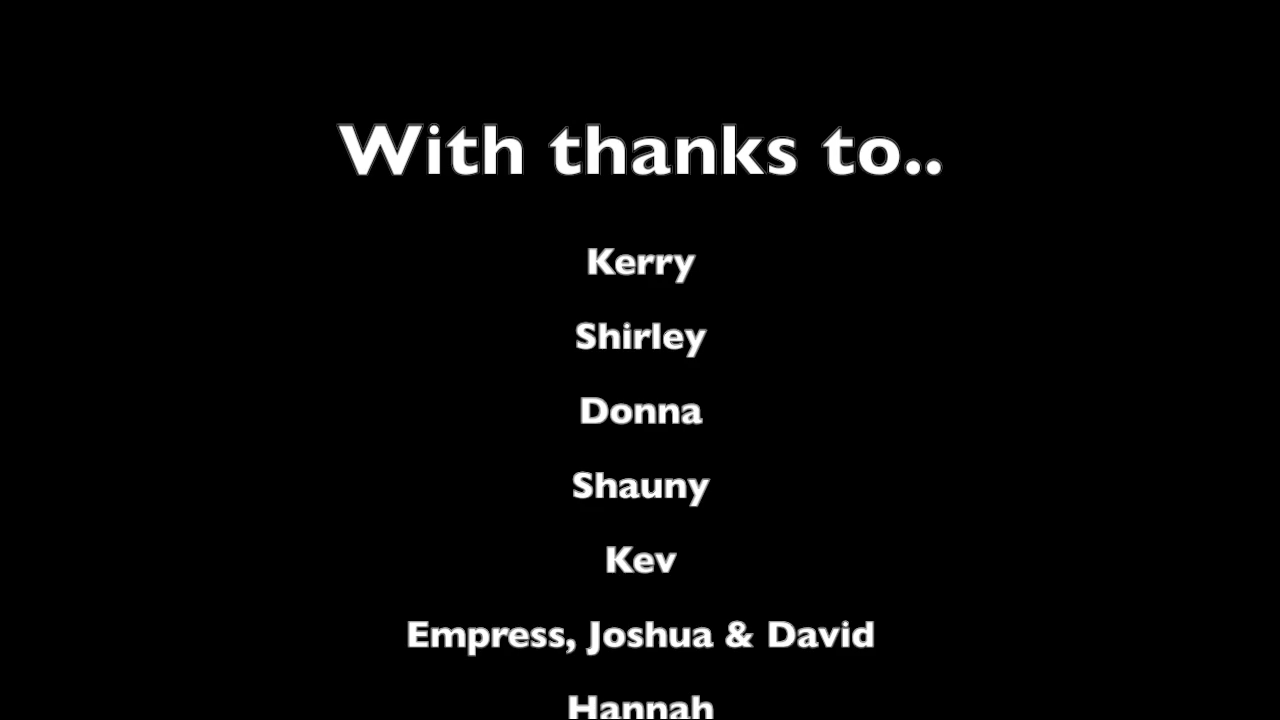 With thanks to..
Kerry
Shirley
Donna
Shauny
Kev
Empress, Joshua & David
Hannah